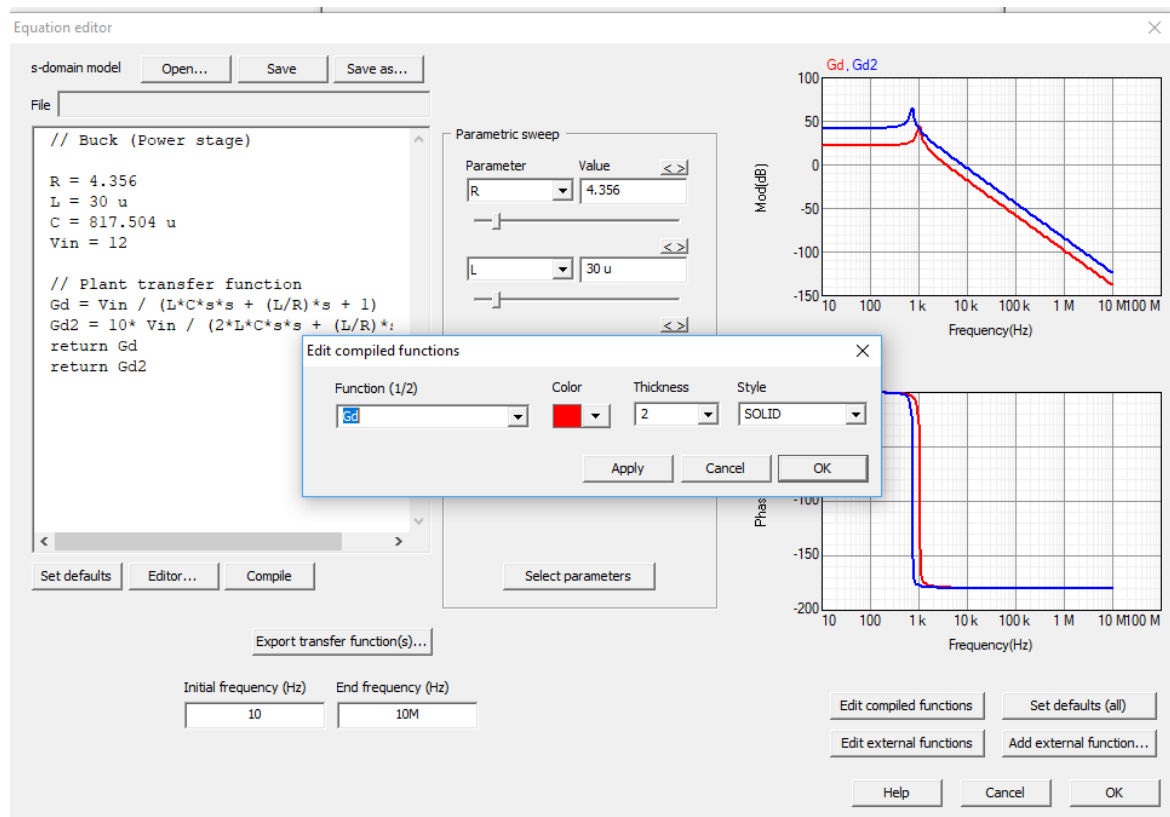 Equation editor
s-domain model Open... Save Save as...
File
// Buck (Power stage)
R = 4.356
L = 30 u
C = 817.504 u
Vin = 12
// Plant transfer function
Gd = Vin / (L*C*s*s + (L/R)*s + 1)
Gd2 = 10* Vin / (2*L*C*s*s + (L/R)*
return Gd
return Gd2
Set defaults Editor... Compile
Export transfer function(s)...
Initial frequency (Hz) End frequency (Hz)
10 10M
Parametric sweep
Parameter Value < >
R 4.356
< >
L 30 u
< >
Select parameters
Edit compiled functions
Function (1/2) Color Thickness Style
Gd 2 SOLID
Apply Cancel OK
Gd, Gd2
100
50
0
-50
-100
-150
Mod(dB)
10 100 1 k 10 k 100 k 1 M 10 M 100 M
Frequency(Hz)
-100
-150
-200
Phas
10 100 1 k 10 k 100 k 1 M 10 M 100 M
Frequency(Hz)
Edit compiled functions Set defaults (all)
Edit external functions Add external function...
Help Cancel OK